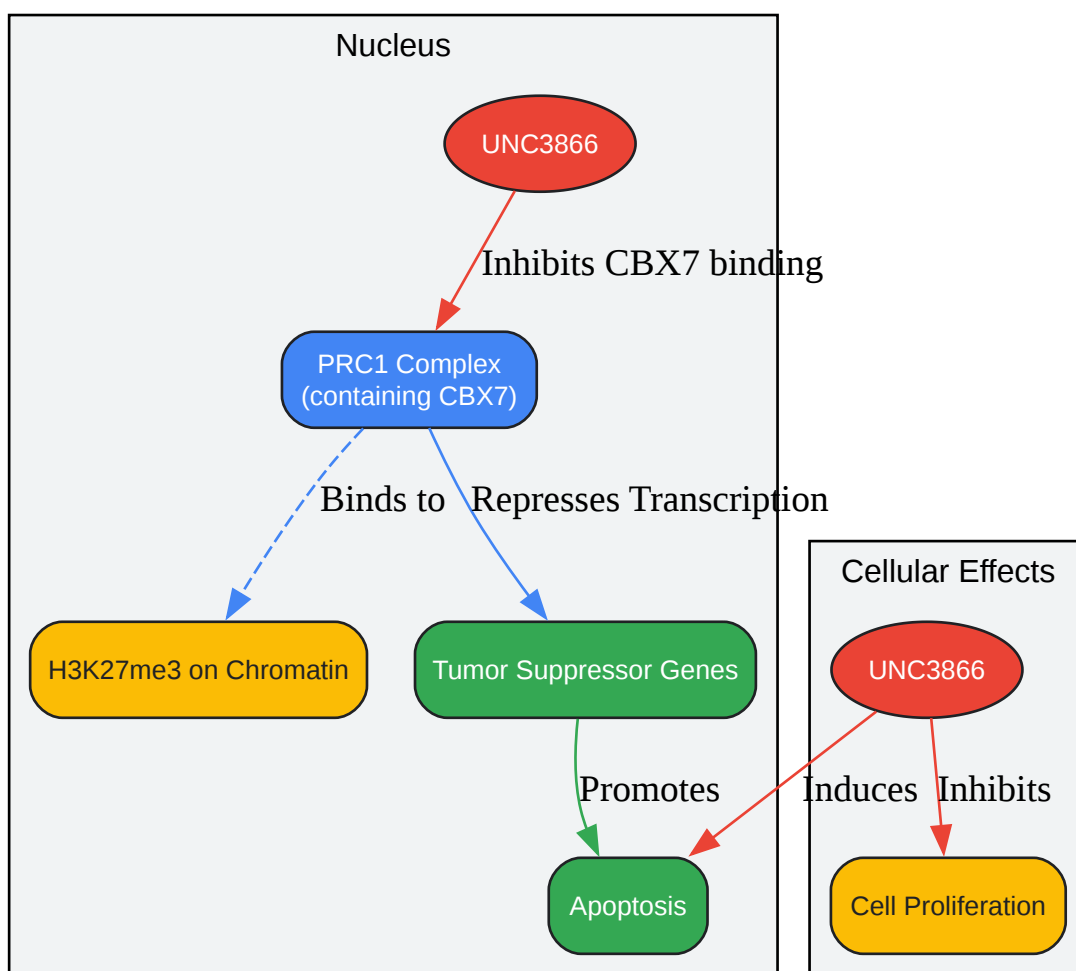 Nucleus
UNC3866
Inhibits CBX7 binding
PRC1 Complex
(containing CBX7)
Binds to
Represses Transcription
Cellular Effects
H3K27me3 on Chromatin
Tumor Suppressor Genes
UNC3866
Promotes
Induces
Inhibits
Apoptosis
Cell Proliferation